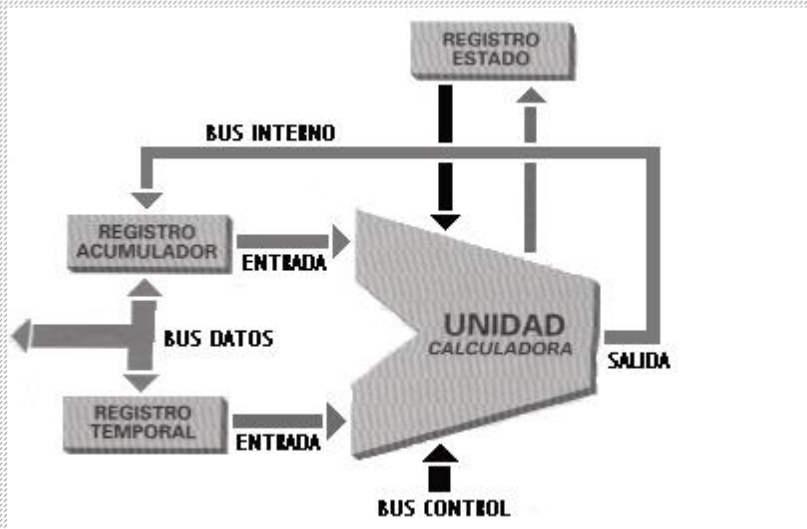 REGISTRO
ESTADO
BUS INTERNO
REGISTRO
ACUMULADOR
ENTRADA
UNIDAD
CALCULADORA
BUS DATOS
SALIDA
REGISTRO
TEMPORAL
ENTRADA
BUS CONTROL